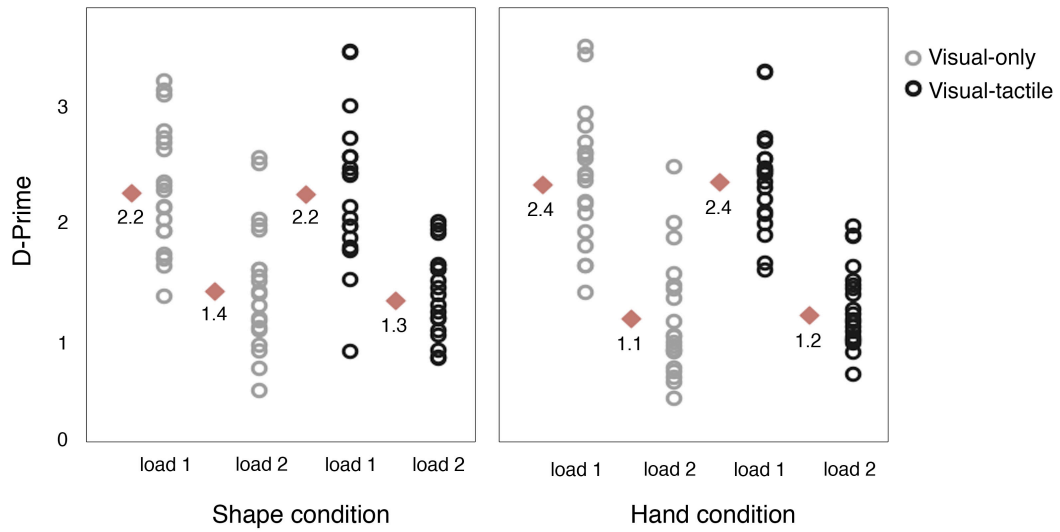 Visual-only
Visual-tactile
D-Prime
3
2
1
0
2.2
1.4
2.2
1.3
2.4
1.1
2.4
1.2
load 1
load 2
load 1
load 2
load 1
load 2
load 1
load 2
Shape condition
Hand condition